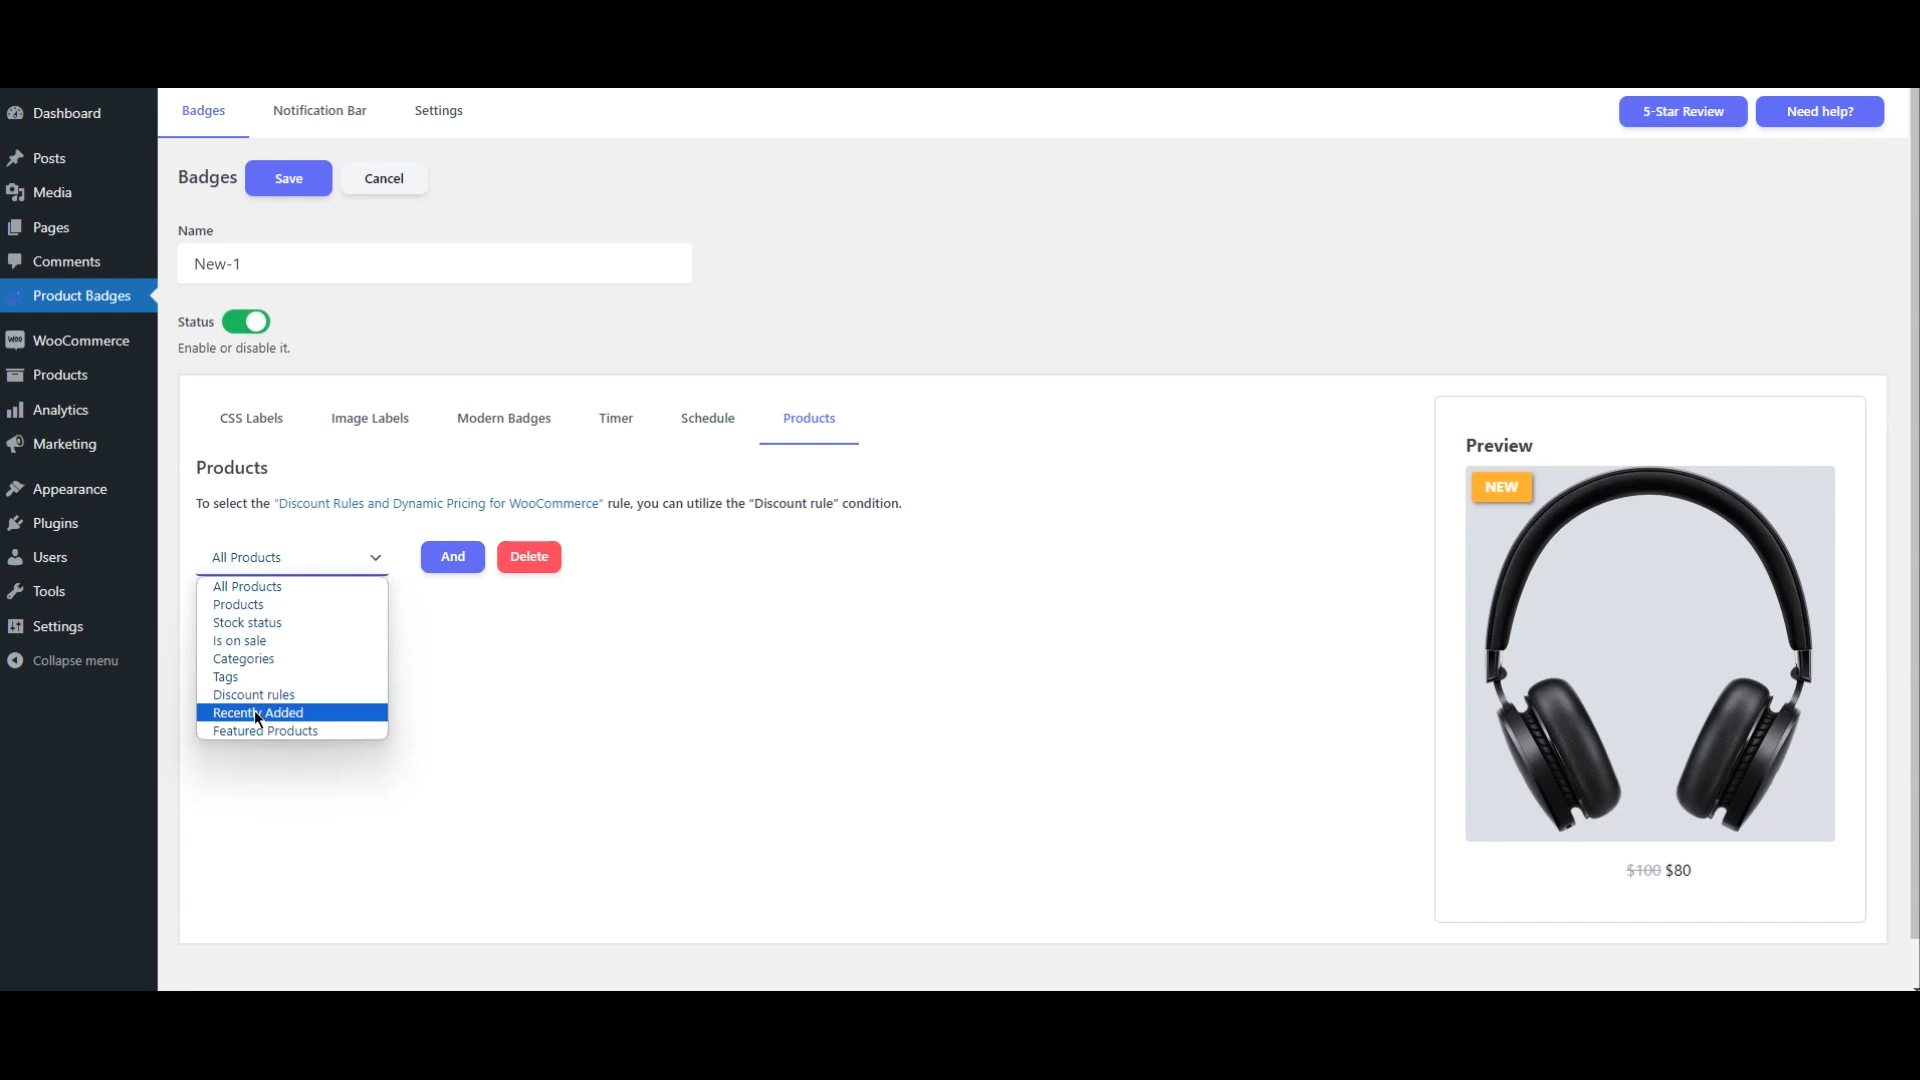 Dashboard
Posts
Media
Pages
Comments
Product Badges
WooCommerce
Products
Analytics
Marketing
Appearance
Plugins
Users
Tools
Settings
Collapse menu
Badges Notification Bar Settings
5-Star Review Need help?
Badges Save Cancel
Name
New-1
Status
Enable or disable it.
CSS Labels Image Labels Modern Badges Timer Schedule Products
Products
To select the "Discount Rules and Dynamic Pricing for WooCommerce" rule, you can utilize the "Discount rule" condition.
All Products And Delete
All Products
Products
Stock status
Is on sale
Categories
Tags
Discount rules
Recently Added
Featured Products
Preview
NEW
$100 $80